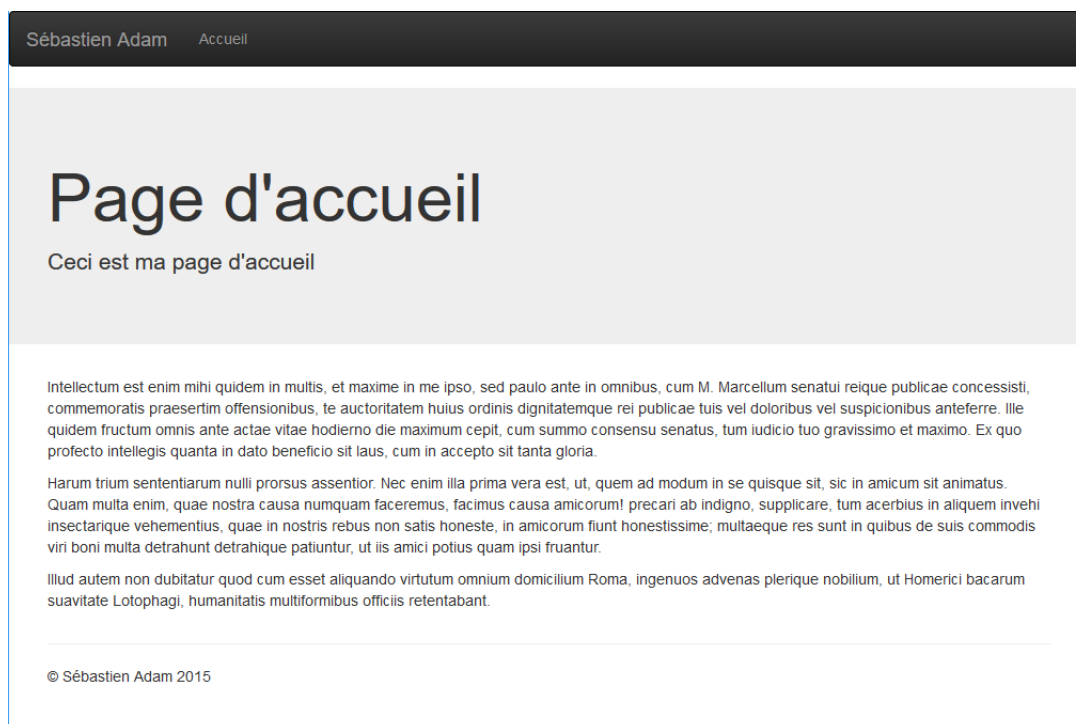 Sébastien Adam Accueil
Page d'accueil
Ceci est ma page d'accueil
Intellectum est enim mihi quidem in multis, et maxime in me ipso, sed paulo ante in omnibus, cum M. Marcellum senatui reique publicae concessisti,
commemoratis praesertim offensionibus, te auctoritatem huius ordinis dignitatemque rei publicae tuis vel doloribus vel suspicionibus anteferre. Ille
quidem fructum omnis ante actae vitae hodierno die maximum cepit, cum summo consensu senatus, tum iudicio tuo gravissimo et maximo. Ex quo
profecto intellegis quanta in dato beneficio sit laus, cum in accepto sit tanta gloria.
Harum trium sententiarum nulli prorsus assentior. Nec enim illa prima vera est, ut, quem ad modum in se quisque sit, sic in amicum sit animatus.
Quam multa enim, quae nostra causa numquam faceremus, facimus causa amicorum! precari ab indigno, supplicare, tum acerbius in aliquem invehi
insectarique vehementius, quae in nostris rebus non satis honeste, in amicorum fiunt honestissime; multaeque res sunt in quibus de suis commodis
viri boni multa detrahunt detrahique patiuntur, ut iis amici potius quam ipsi fruantur.
Illud autem non dubitatur quod cum esset aliquando virtutum omnium domicilium Roma, ingenuos advenas plerique nobilium, ut Homerici bacarum
suavitate Lotophagi, humanitatis multiformibus officiis retentabant.
© Sébastien Adam 2015